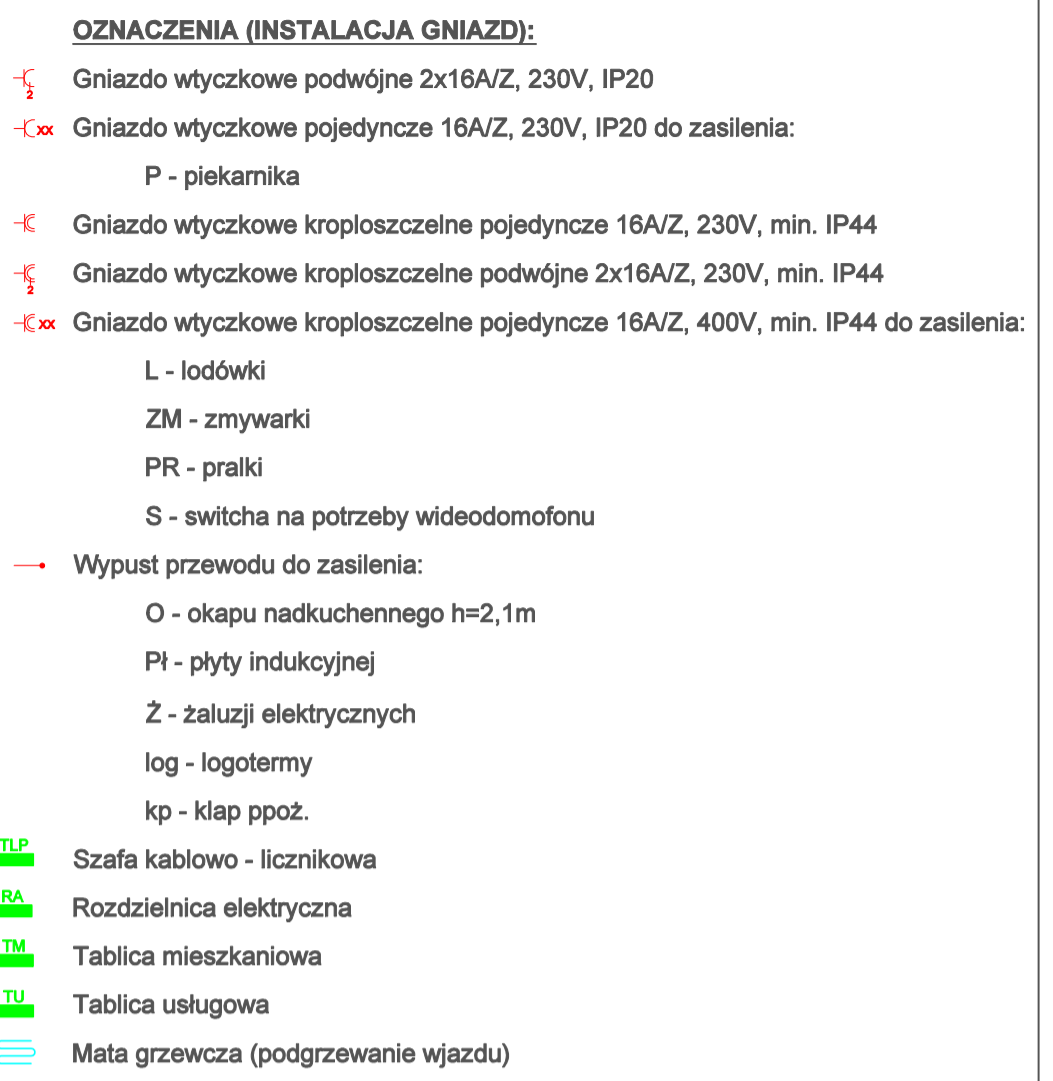 OZNACZENIA (INSTALACJA GNIAZD):
2 Gniazdo wtyczkowe podwójne 2x16A/Z, 230V, IP20
xx Gniazdo wtyczkowe pojedyncze 16A/Z, 230V, IP20 do zasilenia:
P - piekarnika
Gniazdo wtyczkowe kroploszczelne pojedyncze 16A/Z, 230V, min. IP44
2 Gniazdo wtyczkowe kroploszczelne podwójne 2x16A/Z, 230V, min. IP44
xx Gniazdo wtyczkowe kroploszczelne pojedyncze 16A/Z, 400V, min. IP44 do zasilenia:
L - lodówki
ZM - zmywarki
PR - pralki
S - switcha na potrzeby wideodomofonu
Wypust przewodu do zasilenia:
O - okapu nadkuchennego h=2,1m
Pł - płyty indukcyjnej
Ż - żaluzji elektrycznych
log - logotermy
kp - klap ppoż.
TLP Szafa kablowo - licznikowa
RA Rozdzielnica elektryczna
TM Tablica mieszkaniowa
TU Tablica usługowa
Mata grzewcza (podgrzewanie wjazdu)